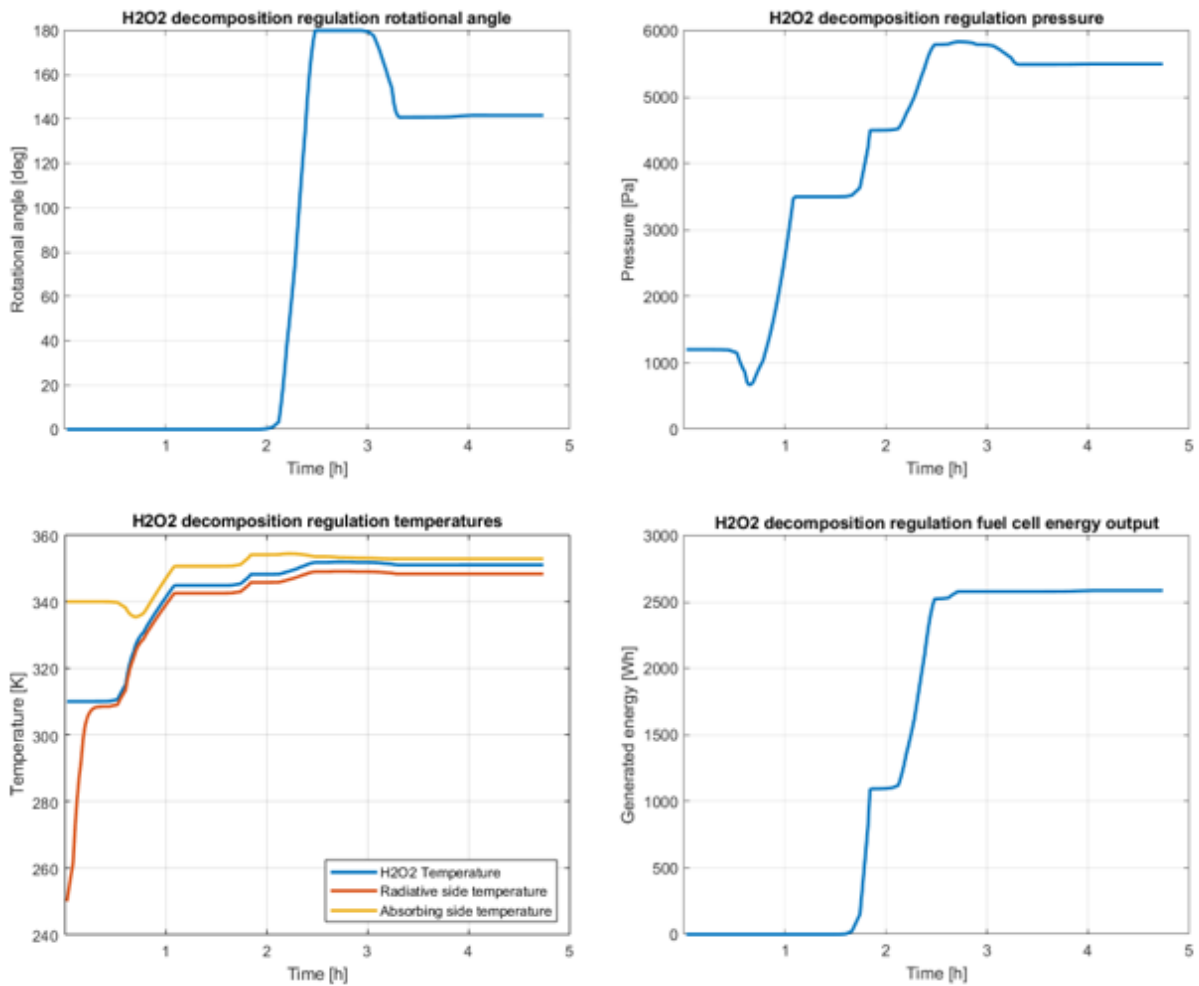 H2O2 decomposition regulation rotational angle
180
160
140
120
100
80
60
40
20
0
Rotational angle [deg]
1 2 3 4 5
Time [h]
H2O2 decomposition regulation pressure
6000
5000
4000
3000
2000
1000
0
Pressure [Pa]
1 2 3 4 5
Time [h]
H2O2 decomposition regulation temperatures
360
340
320
300
280
260
240
Temperature [K]
H2O2 Temperature
Radiative side temperature
Absorbing side temperature
1 2 3 4 5
Time [h]
H2O2 decomposition regulation fuel cell energy output
3000
2500
2000
1500
1000
500
0
Generated energy [Wh]
1 2 3 4 5
Time [h]